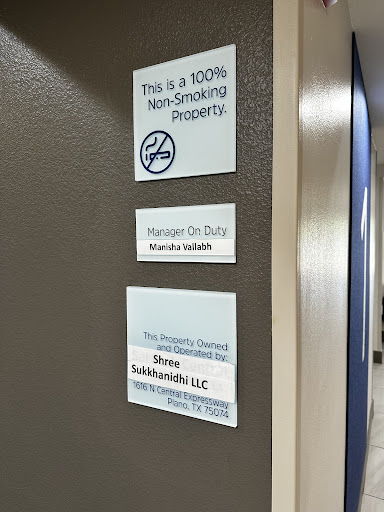 This is a 100%
Non-Smoking
Property.
Manager On Duty
Manisha Vallabh
This Property Owned
and Operated by:
Shree
Sukkhanidhi LLC
1616 N Central Expressway
Plano, TX 75074